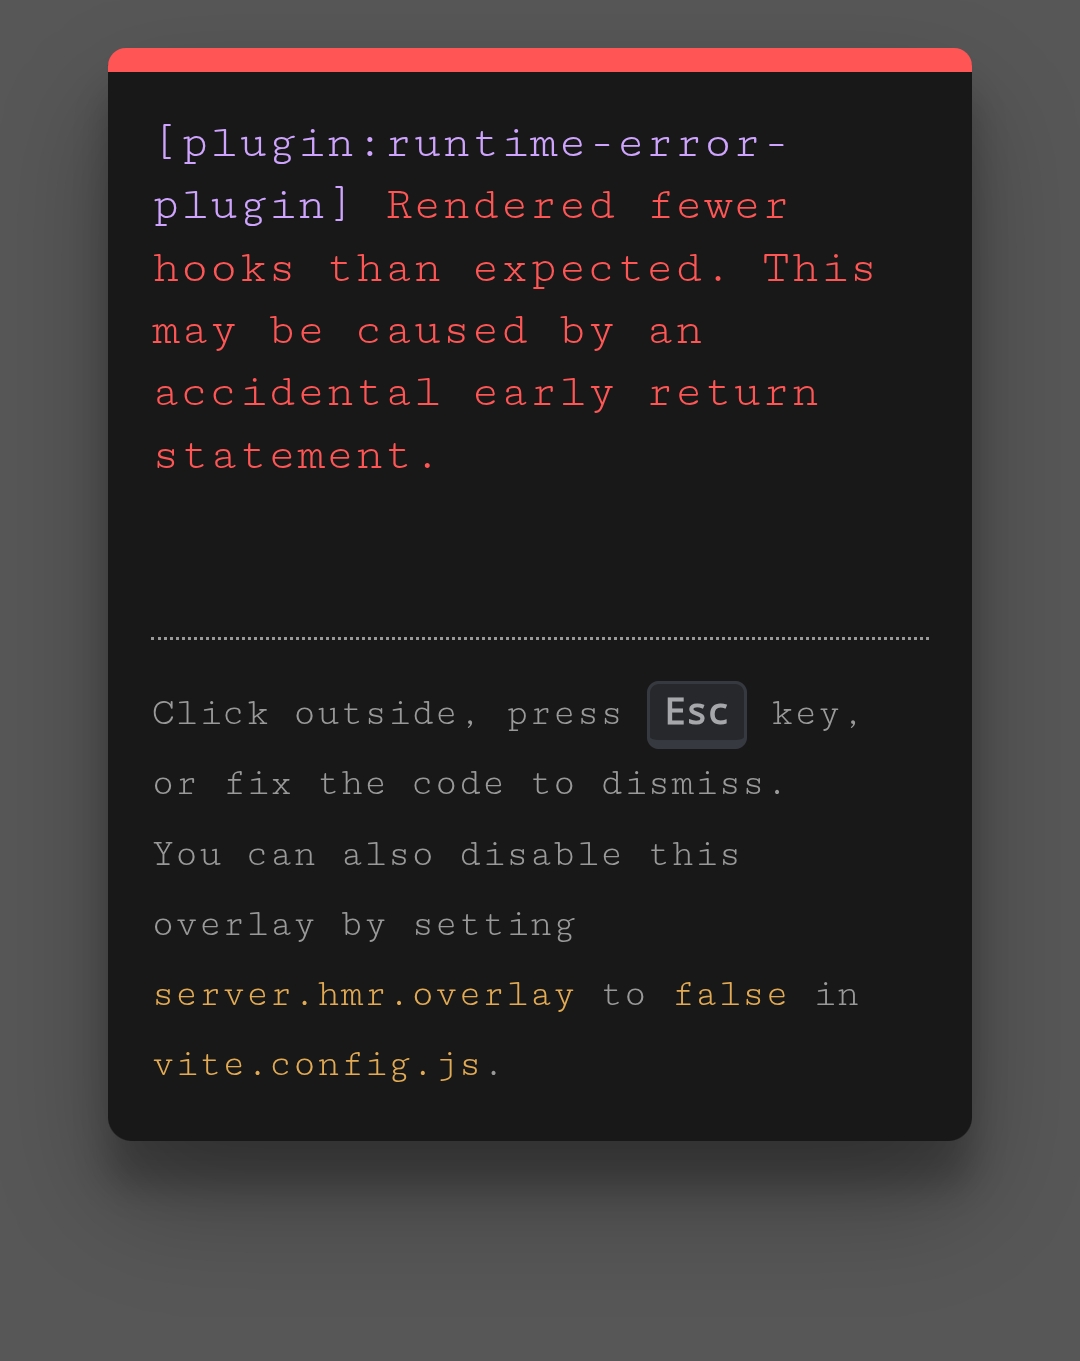 [plugin:runtime-error-
plugin] Rendered fewer
hooks than expected. This
may be caused by an
accidental early return
statement.
Click outside, press Esc key,
or fix the code to dismiss.
You can also disable this
overlay by setting
server.hmr.overlay to false in
vite.config.js.